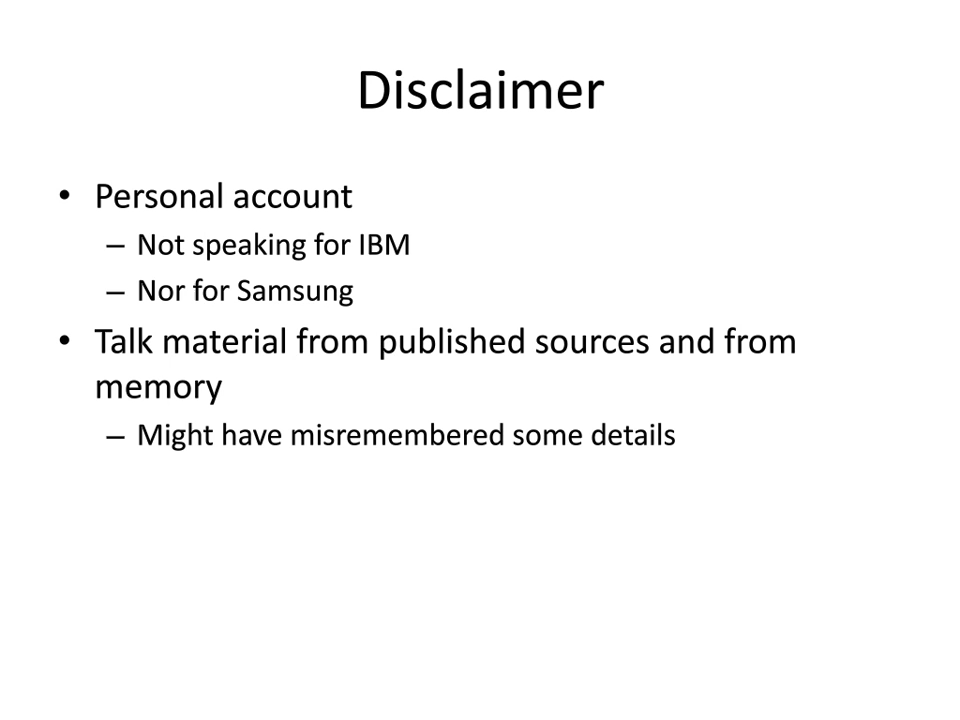 Disclaimer
• Personal account
– Not speaking for IBM
– Nor for Samsung
• Talk material from published sources and from
memory
– Might have misremembered some details